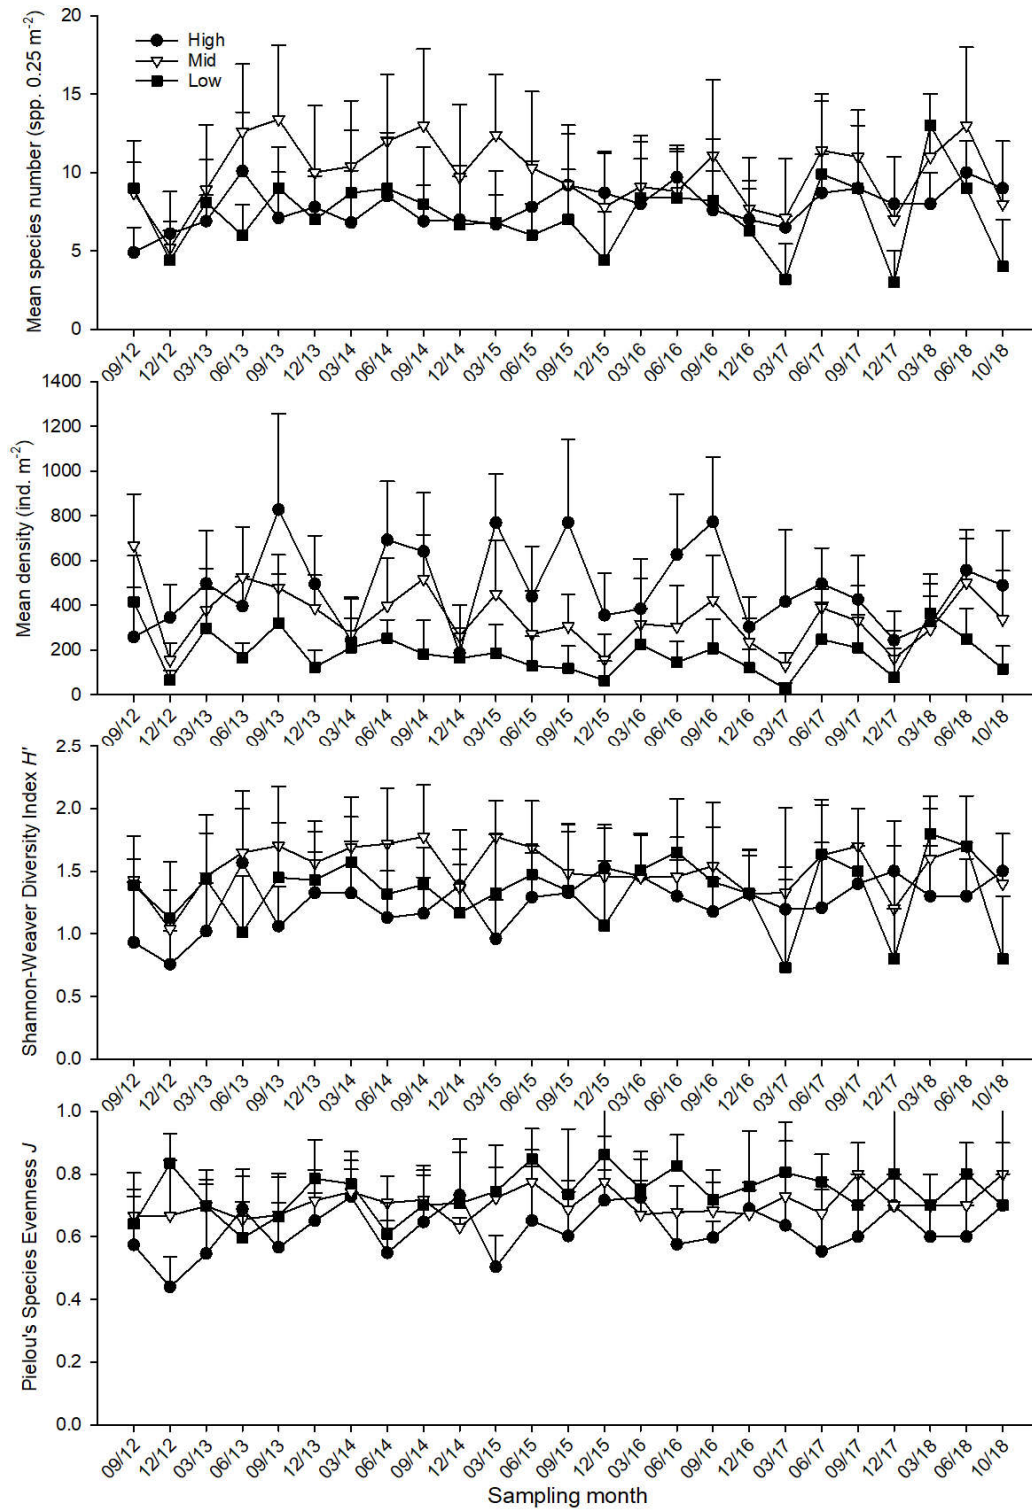 Mean species number (spp. 0.25 m⁻²)
20
15
10
5
0
High
Mid
Low
09/12 12/12 03/13 06/13 09/13 12/13 03/14 06/14 09/14 12/14 03/15 06/15 09/15 12/15 03/16 06/16 09/16 12/16 03/17 06/17 09/17 12/17 03/18 06/18 10/18
Mean density (ind. m⁻²)
1400
1200
1000
800
600
400
200
0
09/12 12/12 03/13 06/13 09/13 12/13 03/14 06/14 09/14 12/14 03/15 06/15 09/15 12/15 03/16 06/16 09/16 12/16 03/17 06/17 09/17 12/17 03/18 06/18 10/18
Shannon-Weaver Diversity Index H'
2.5
2.0
1.5
1.0
0.5
0.0
09/12 12/12 03/13 06/13 09/13 12/13 03/14 06/14 09/14 12/14 03/15 06/15 09/15 12/15 03/16 06/16 09/16 12/16 03/17 06/17 09/17 12/17 03/18 06/18 10/18
Pielou's Species Evenness J
1.0
0.8
0.6
0.4
0.2
0.0
09/12 12/12 03/13 06/13 09/13 12/13 03/14 06/14 09/14 12/14 03/15 06/15 09/15 12/15 03/16 06/16 09/16 12/16 03/17 06/17 09/17 12/17 03/18 06/18 10/18
Sampling month